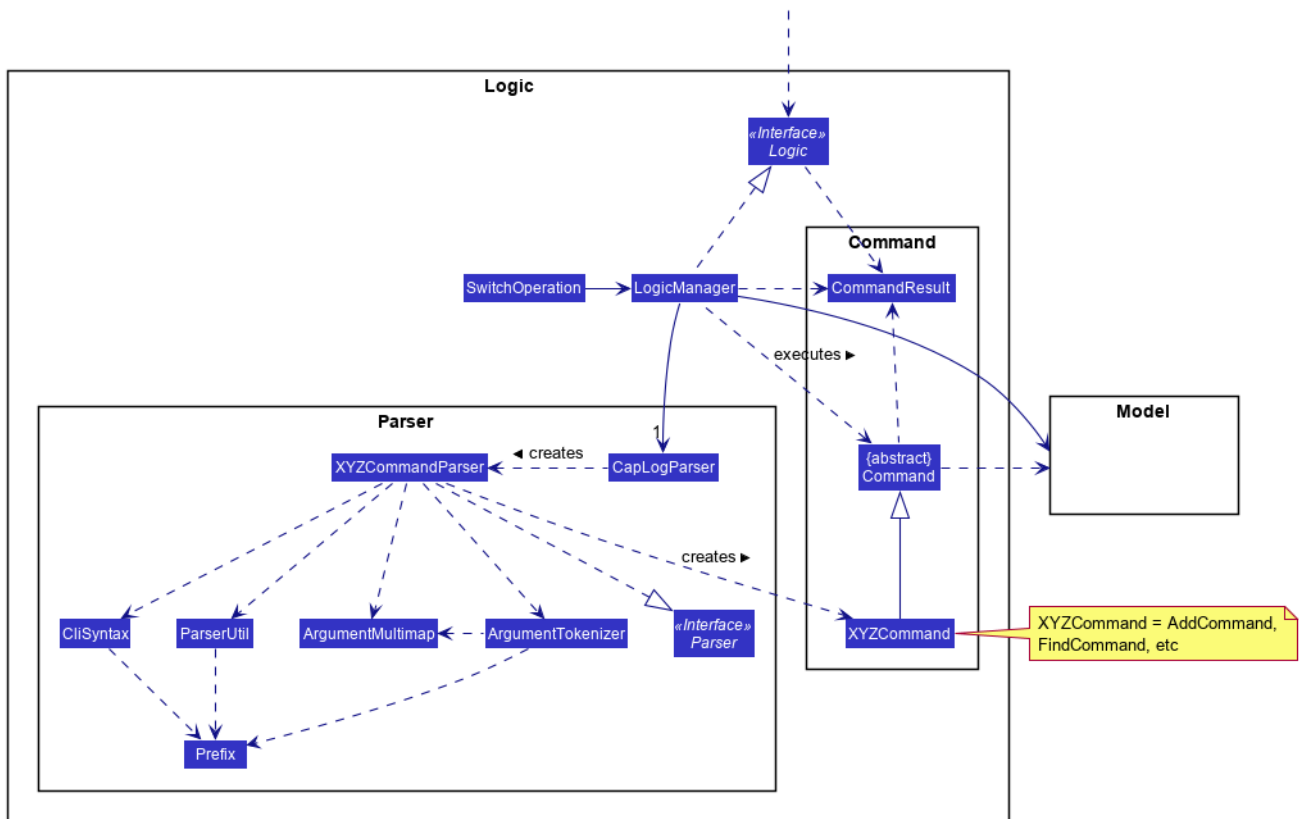 Logic
«Interface»
Logic
Command
SwitchOperation
LogicManager
CommandResult
executes ►
Model
Parser
1
◄ creates
XYZCommandParser
CapLogParser
{abstract}
Command
creates ►
CliSyntax
ParserUtil
ArgumentMultimap
ArgumentTokenizer
«Interface»
Parser
XYZCommand
XYZCommand = AddCommand,
FindCommand, etc
Prefix